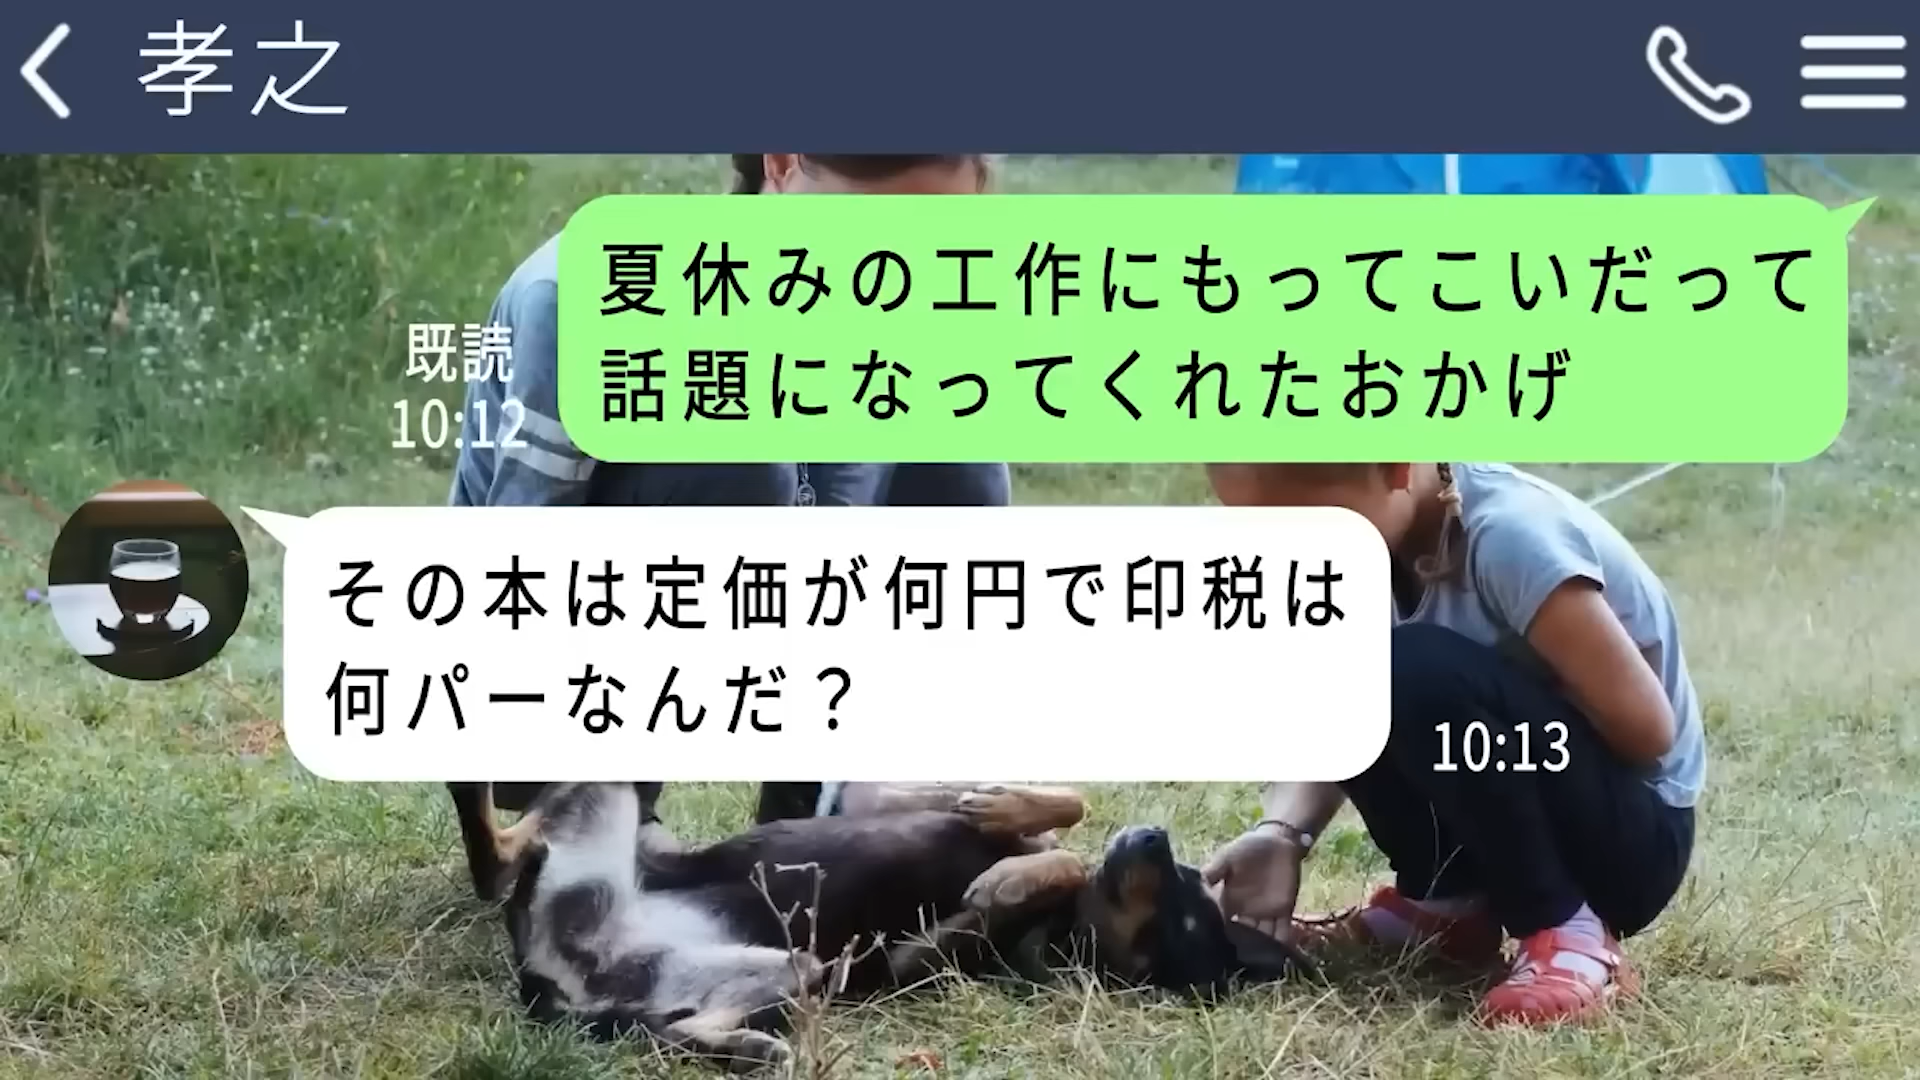 孝之
夏休みの工作にもってこいだって
話題になってくれたおかげ
既読
10:12
その本は定価が何円で印税は
何パーなんだ？
10:13